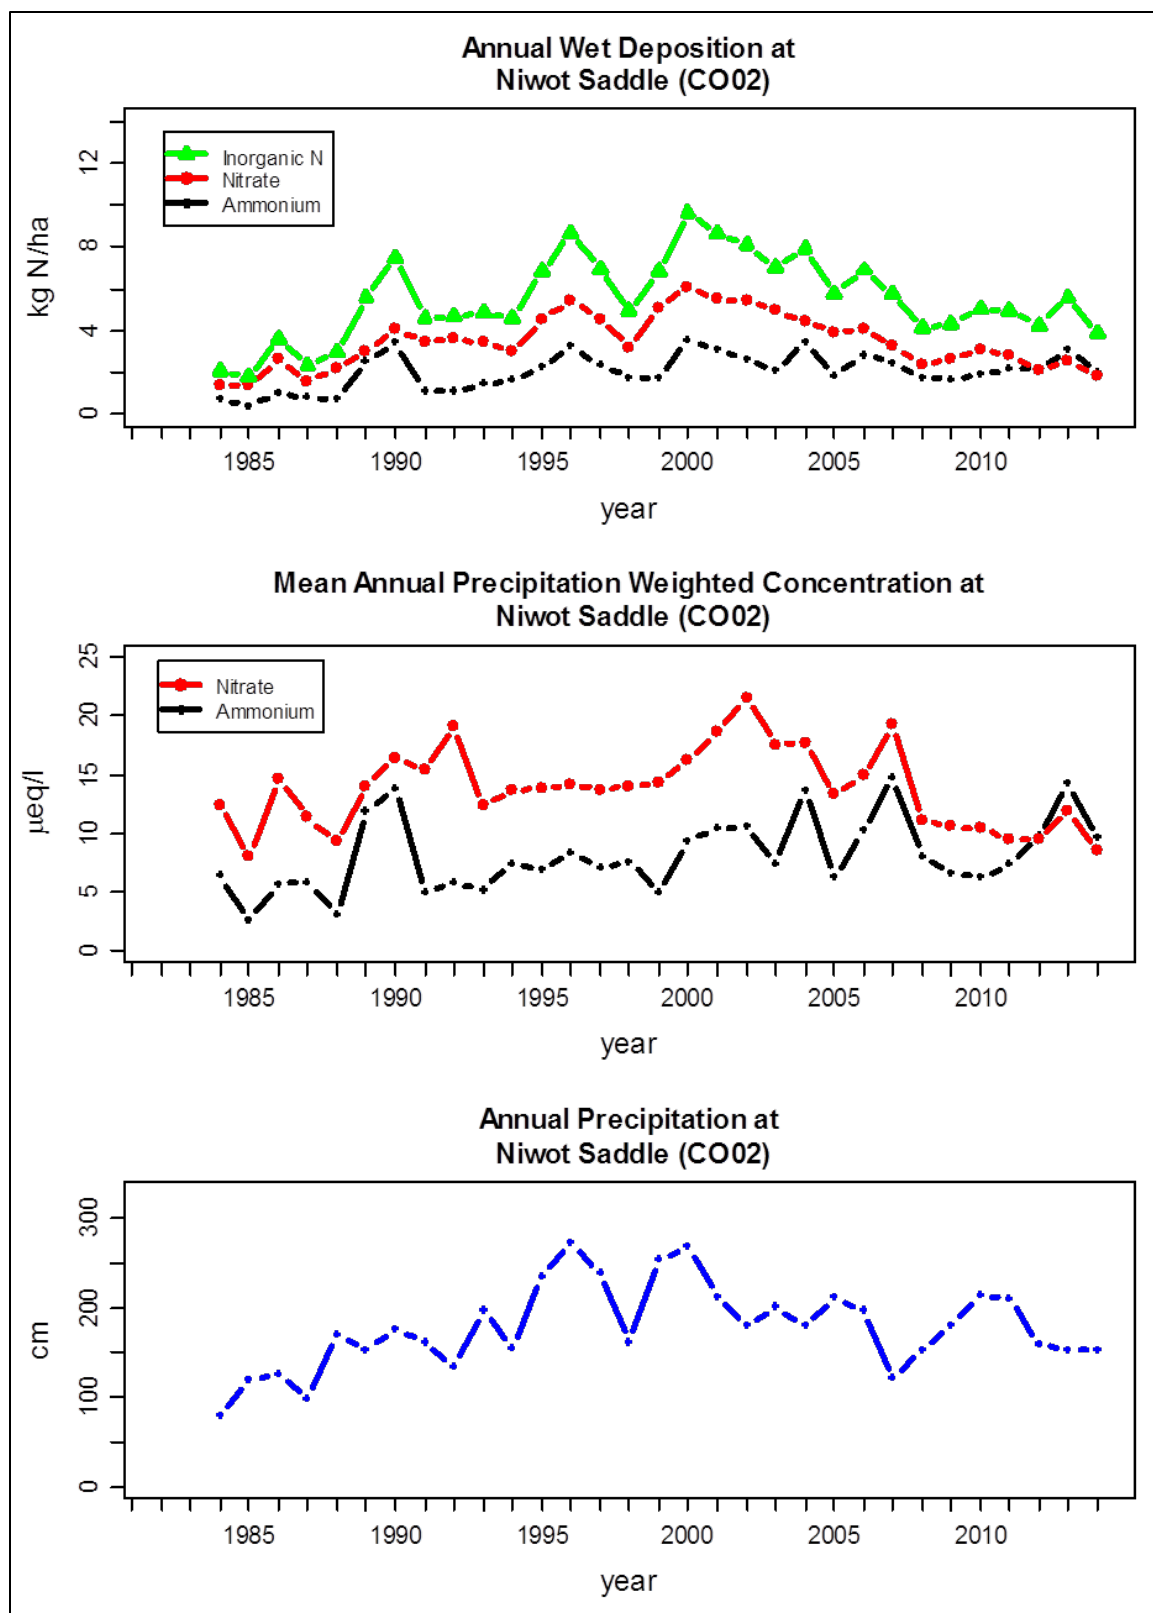 Annual Wet Deposition at
Niwot Saddle (CO02)
Inorganic N
Nitrate
Ammonium
kg N/ha
0
4
8
12
1985 1990 1995 2000 2005 2010
year
Mean Annual Precipitation Weighted Concentration at
Niwot Saddle (CO02)
Nitrate
Ammonium
µeq/l
0
5
10
15
20
25
1985 1990 1995 2000 2005 2010
year
Annual Precipitation at
Niwot Saddle (CO02)
cm
0
100
200
300
1985 1990 1995 2000 2005 2010
year